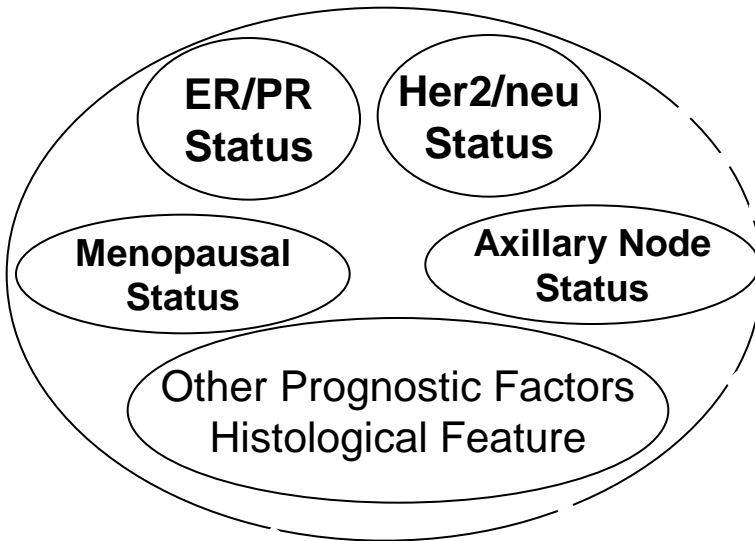 ER/PR
Status
Her2/neu
Status
Menopausal
Status
Axillary Node
Status
Other Prognostic Factors
Histological Feature